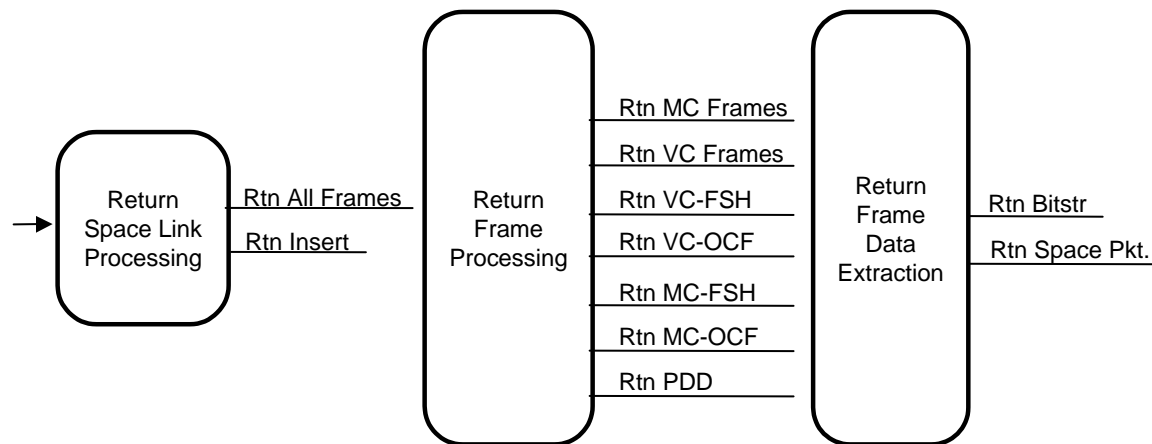 Return
Space Link
Processing
Rtn All Frames
Rtn Insert
Return
Frame
Processing
Rtn MC Frames
Rtn VC Frames
Rtn VC-FSH
Rtn VC-OCF
Rtn MC-FSH
Rtn MC-OCF
Rtn PDD
Return
Frame
Data
Extraction
Rtn Bitstr
Rtn Space Pkt.